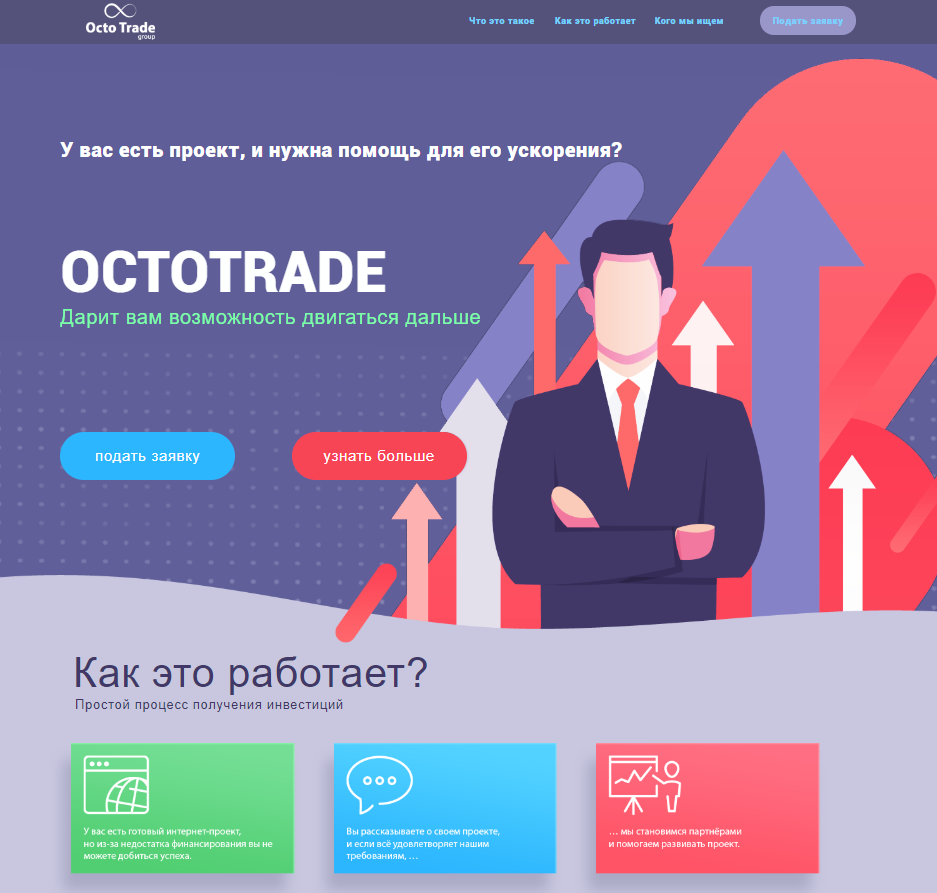 Octo Trade
group
Что это такое
Как это работает
Кого мы ищем
Подать заявку
У вас есть проект, и нужна помощь для его ускорения?
OCTOTRADE
Дарит вам возможность двигаться дальше
подать заявку
узнать больше
Как это работает?
Простой процесс получения инвестиций
У вас есть готовый интернет-проект,
но из-за недостатка финансирования вы не
можете добиться успеха.
Вы рассказываете о своем проекте,
и если всё удовлетворяет нашим
требованиям, ...
... мы становимся партнёрами
и помогаем развивать проект.